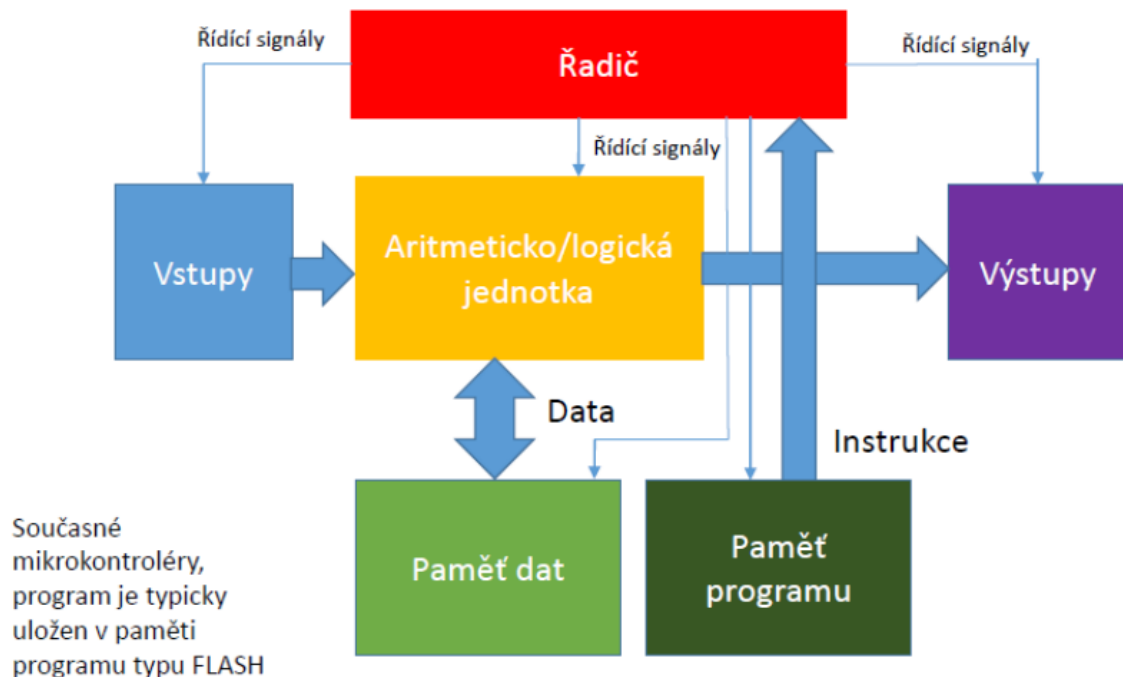 Řídící signály
Řadič
Řídící signály
Řídící signály
Vstupy
Aritmeticko/logická
jednotka
Výstupy
Data
Instrukce
Paměť dat
Paměť
programu
Současné
mikrokontroléry,
program je typicky
uložen v paměti
programu typu FLASH